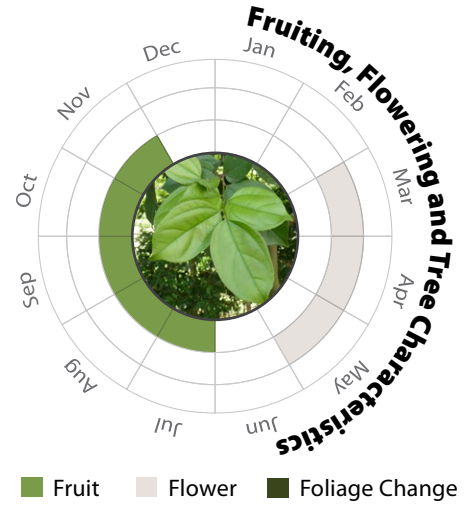 Fruiting, Flowering and Tree Characteristics
Jan
Feb
Mar
Apr
May
Jun
Jul
Aug
Sep
Oct
Nov
Dec
Fruit
Flower
Foliage Change